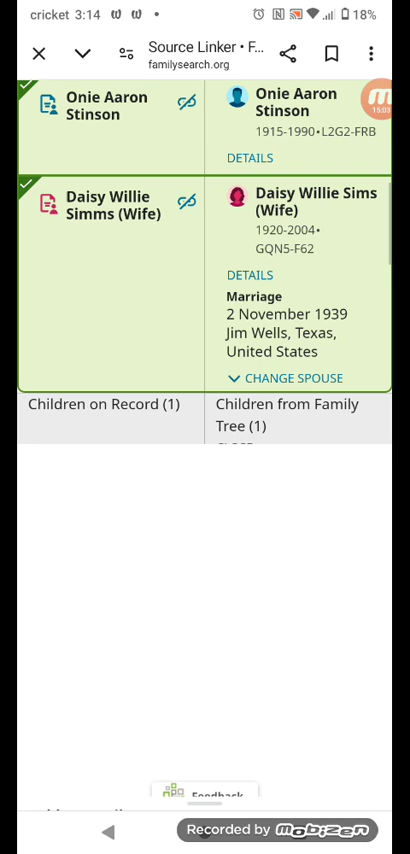 cricket 3:14 18%
Source Linker • F...
familysearch.org
Onie Aaron
Stinson
Onie Aaron
Stinson
1915-1990•L2G2-FRB
DETAILS
15:03
Daisy Willie
Simms (Wife)
Daisy Willie Sims
(Wife)
1920-2004•
GQN5-F62
DETAILS
Marriage
2 November 1939
Jim Wells, Texas,
United States
CHANGE SPOUSE
Children on Record (1)
Children from Family
Tree (1)
Feedback
Recorded by mobizen